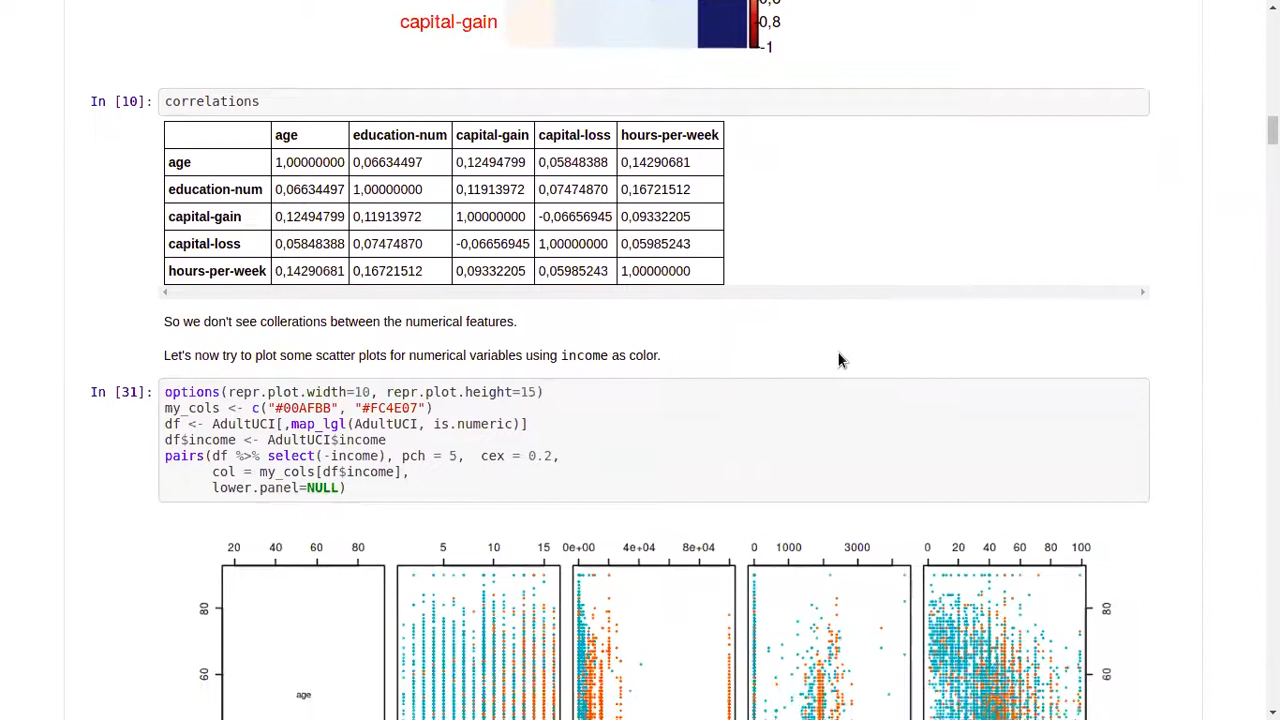 0,8
capital-gain
-1
In [10]: correlations
age education-num capital-gain capital-loss hours-per-week
age 1,00000000 0,06634497 0,12494799 0,05848388 0,14290681
education-num 0,06634497 1,00000000 0,11913972 0,07474870 0,16721512
capital-gain 0,12494799 0,11913972 1,00000000 -0,06656945 0,09332205
capital-loss 0,05848388 0,07474870 -0,06656945 1,00000000 0,05985243
hours-per-week 0,14290681 0,16721512 0,09332205 0,05985243 1,00000000
So we don't see collerations between the numerical features.
Let's now try to plot some scatter plots for numerical variables using income as color.
In [31]: options(repr.plot.width=10, repr.plot.height=15)
my_cols <- c("#00AFBB", "#FC4E07")
df <- AdultUCI[,map_lgl(AdultUCI, is.numeric)]
df$income <- AdultUCI$income
pairs(df %>% select(-income), pch = 5,  cex = 0.2,
col = my_cols[df$income],
lower.panel=NULL)
20 40 60 80 5 10 15 0e+00 4e+04 8e+04 0 1000 3000 0 20 40 60 80 100
80 80
60 60
age